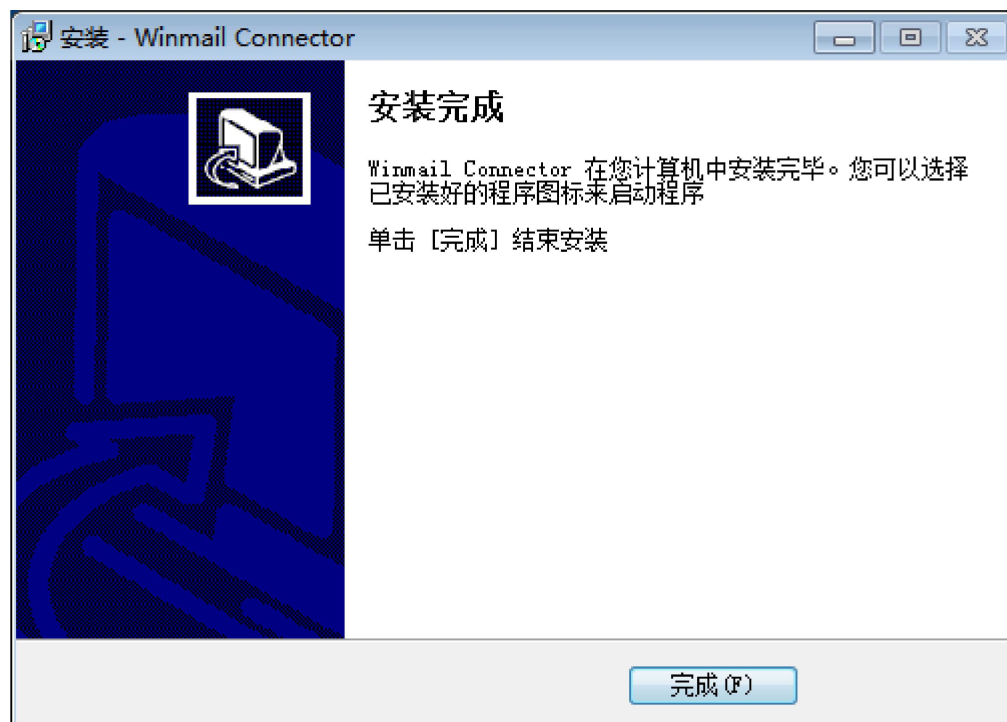 安装 - Winmail Connector
安装完成
Winmail Connector 在您计算机中安装完毕。您可以选择
已安装好的程序图标来启动程序
单击 [完成] 结束安装
完成(F)